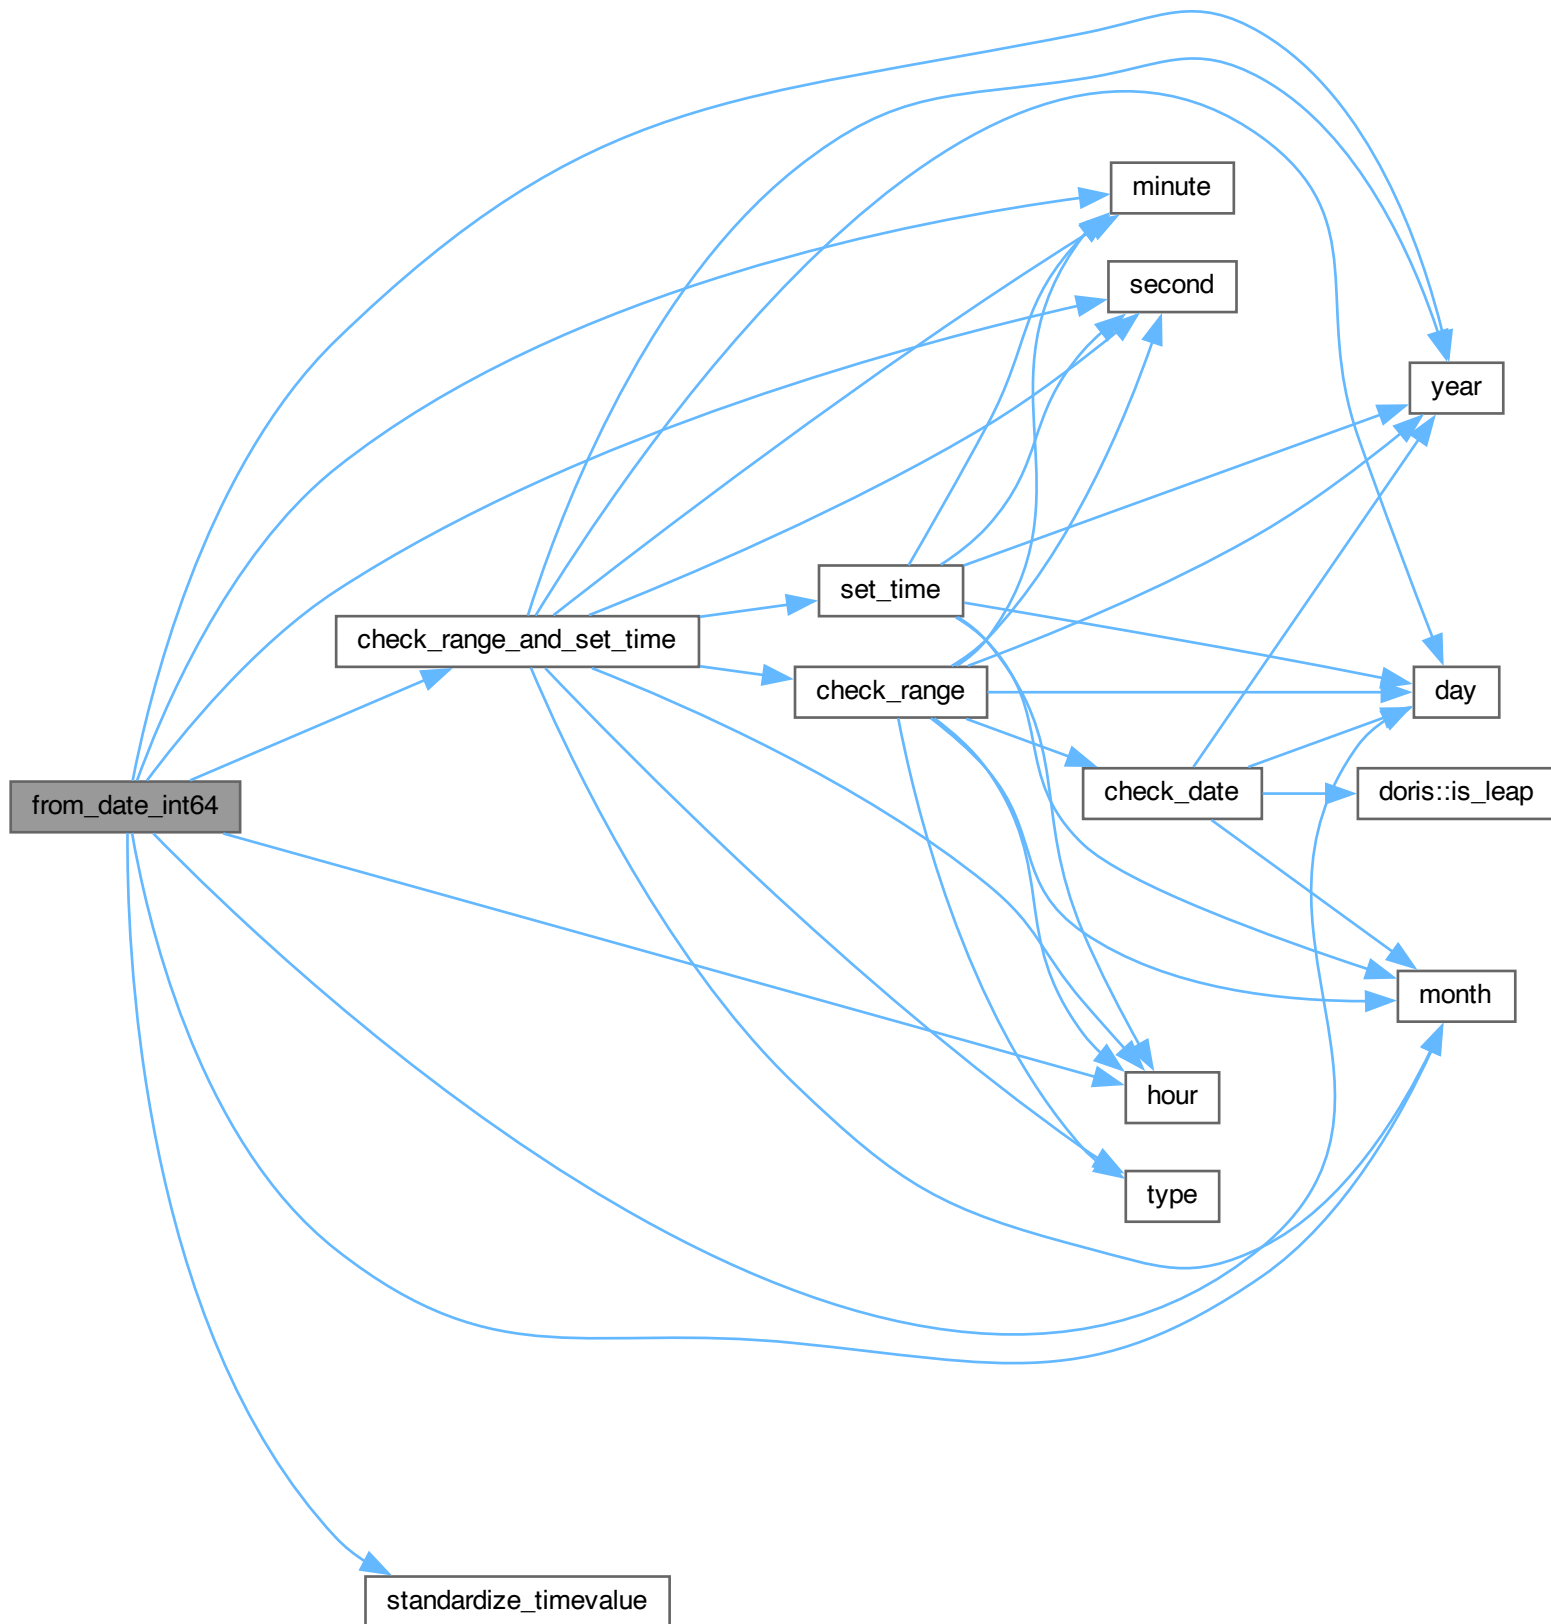 minute
second
year
set_time
check_range_and_set_time
check_range
day
check_date
doris::is_leap
from_date_int64
month
hour
type
standardize_timevalue